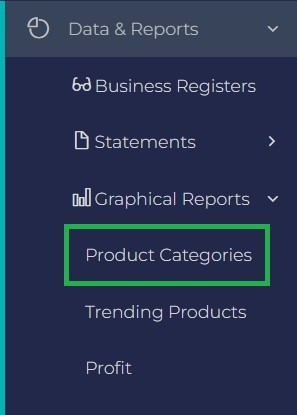 Data & Reports
Business Registers
Statements
Graphical Reports
Product Categories
Trending Products
Profit